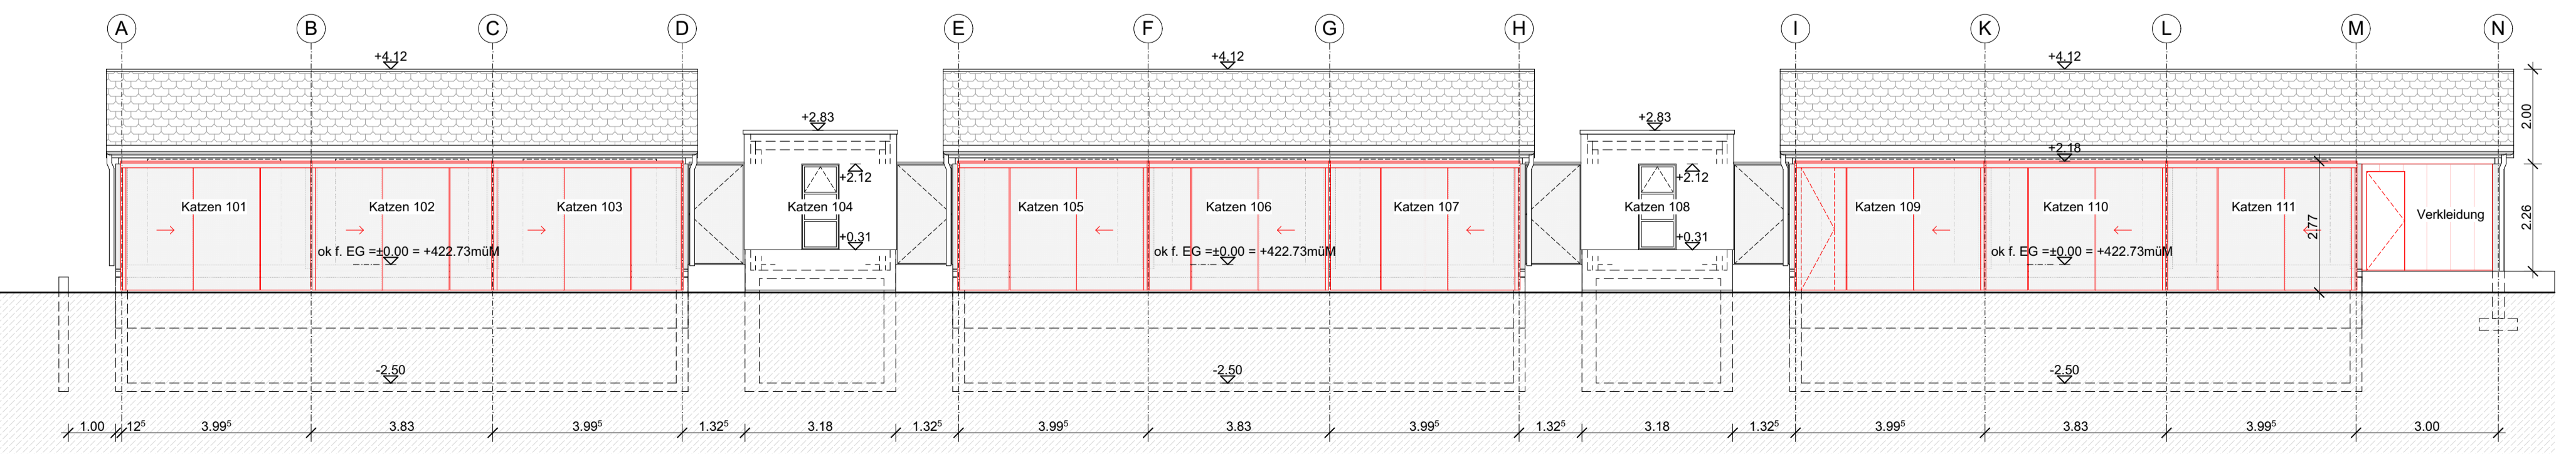 A B C D E F G H I K L M N
+4.12 +4.12 +4.12
+2.83 +2.83
2.00
+2.18
+2.12 +2.12
Katzen 101 Katzen 102 Katzen 103 Katzen 104 Katzen 105 Katzen 106 Katzen 107 Katzen 108 Katzen 109 Katzen 110 Katzen 111 Verkleidung
2.77 2.26
+0.31 +0.31
ok f. EG =±0.00 = +422.73müM ok f. EG =±0.00 = +422.73müM ok f. EG =±0.00 = +422.73müM
-2.50 -2.50 -2.50
1.00 12⁵ 3.99⁵ 3.83 3.99⁵ 1.32⁵ 3.18 1.32⁵ 3.99⁵ 3.83 3.99⁵ 1.32⁵ 3.18 1.32⁵ 3.99⁵ 3.83 3.99⁵ 3.00